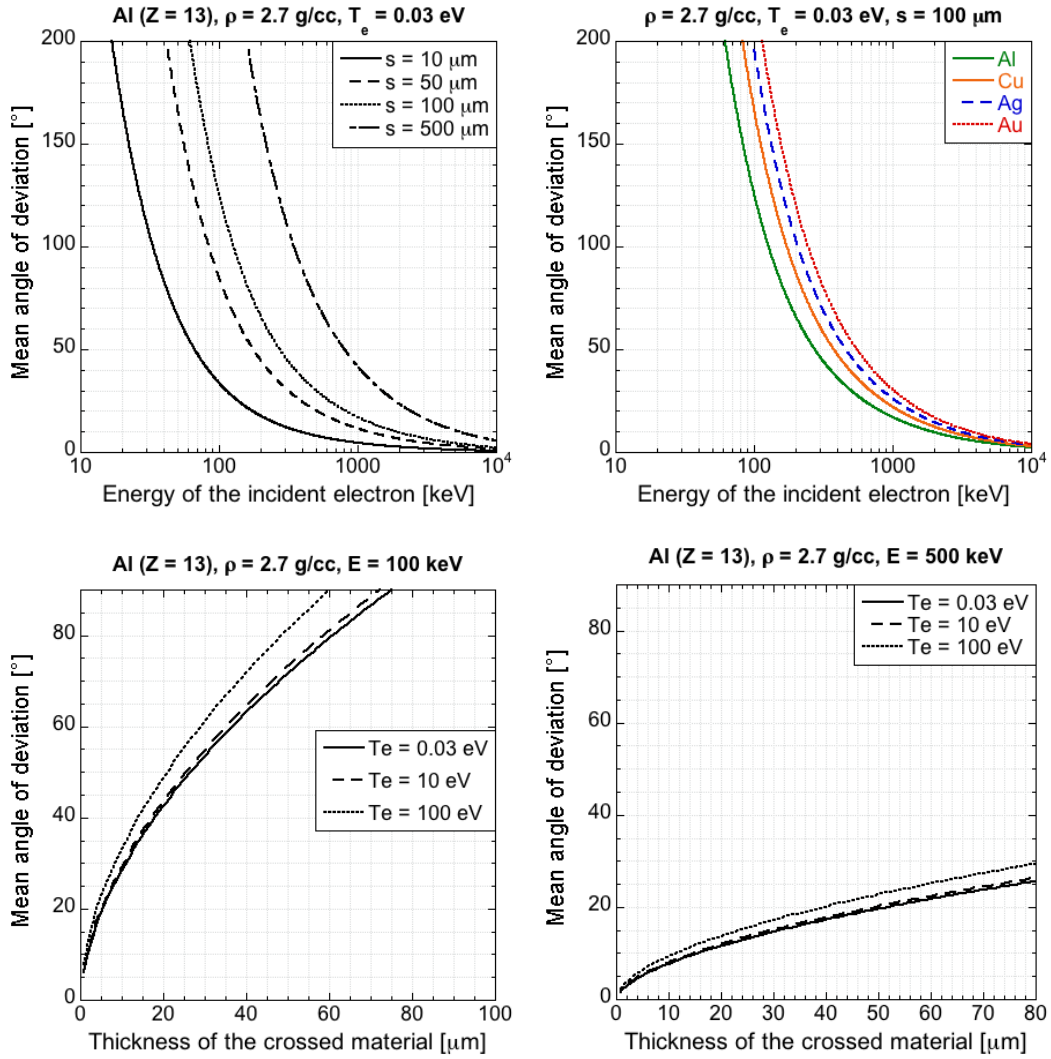 Al (Z = 13), ρ = 2.7 g/cc, T_e = 0.03 keV
200
150
100
50
0
10
100
1000
10^4
Mean angle of deviation [°]
Energy of the incident electron [keV]
s = 10 μm
s = 50 μm
s = 100 μm
s = 500 μm
ρ = 2.7 g/cc, T_e = 0.03 eV, s = 100 μm
200
150
100
50
0
10
100
1000
10^4
Mean angle of deviation [°]
Energy of the incident electron [keV]
Al
Cu
Ag
Au
Al (Z = 13), ρ = 2.7 g/cc, E = 100 keV
80
60
40
20
0
0
20
40
60
80
100
Mean angle of deviation [°]
Thickness of the crossed material [μm]
Te = 0.03 eV
Te = 10 eV
Te = 100 eV
Al (Z = 13), ρ = 2.7 g/cc, E = 500 keV
80
60
40
20
0
0
10
20
30
40
50
60
70
80
Mean angle of deviation [°]
Thickness of the crossed material [μm]
Te = 0.03 eV
Te = 10 eV
Te = 100 eV